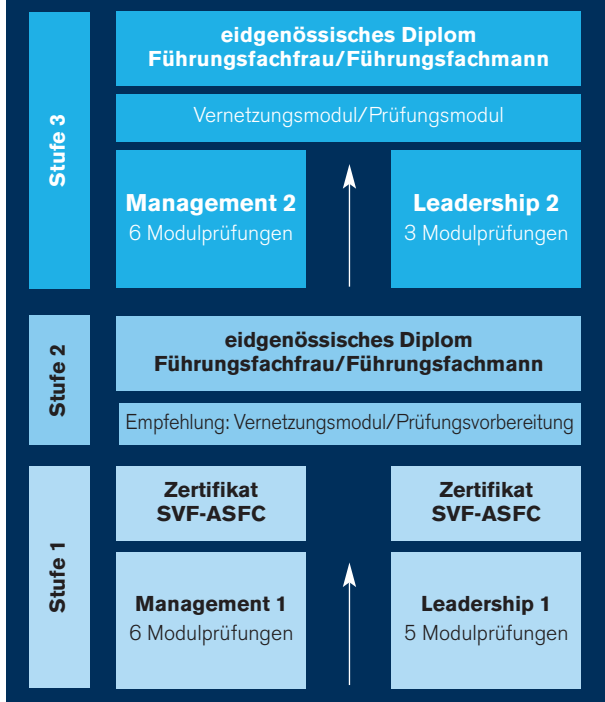 Stufe 3
eidgenössisches Diplom
Führungsfachfrau/Führungsfachmann
Vernetzungsmodul/Prüfungsmodul
Management 2
6 Modulprüfungen
Leadership 2
3 Modulprüfungen
Stufe 2
eidgenössisches Diplom
Führungsfachfrau/Führungsfachmann
Empfehlung: Vernetzungsmodul/Prüfungsvorbereitung
Stufe 1
Zertifikat
SVF-ASFC
Zertifikat
SVF-ASFC
Management 1
6 Modulprüfungen
Leadership 1
5 Modulprüfungen